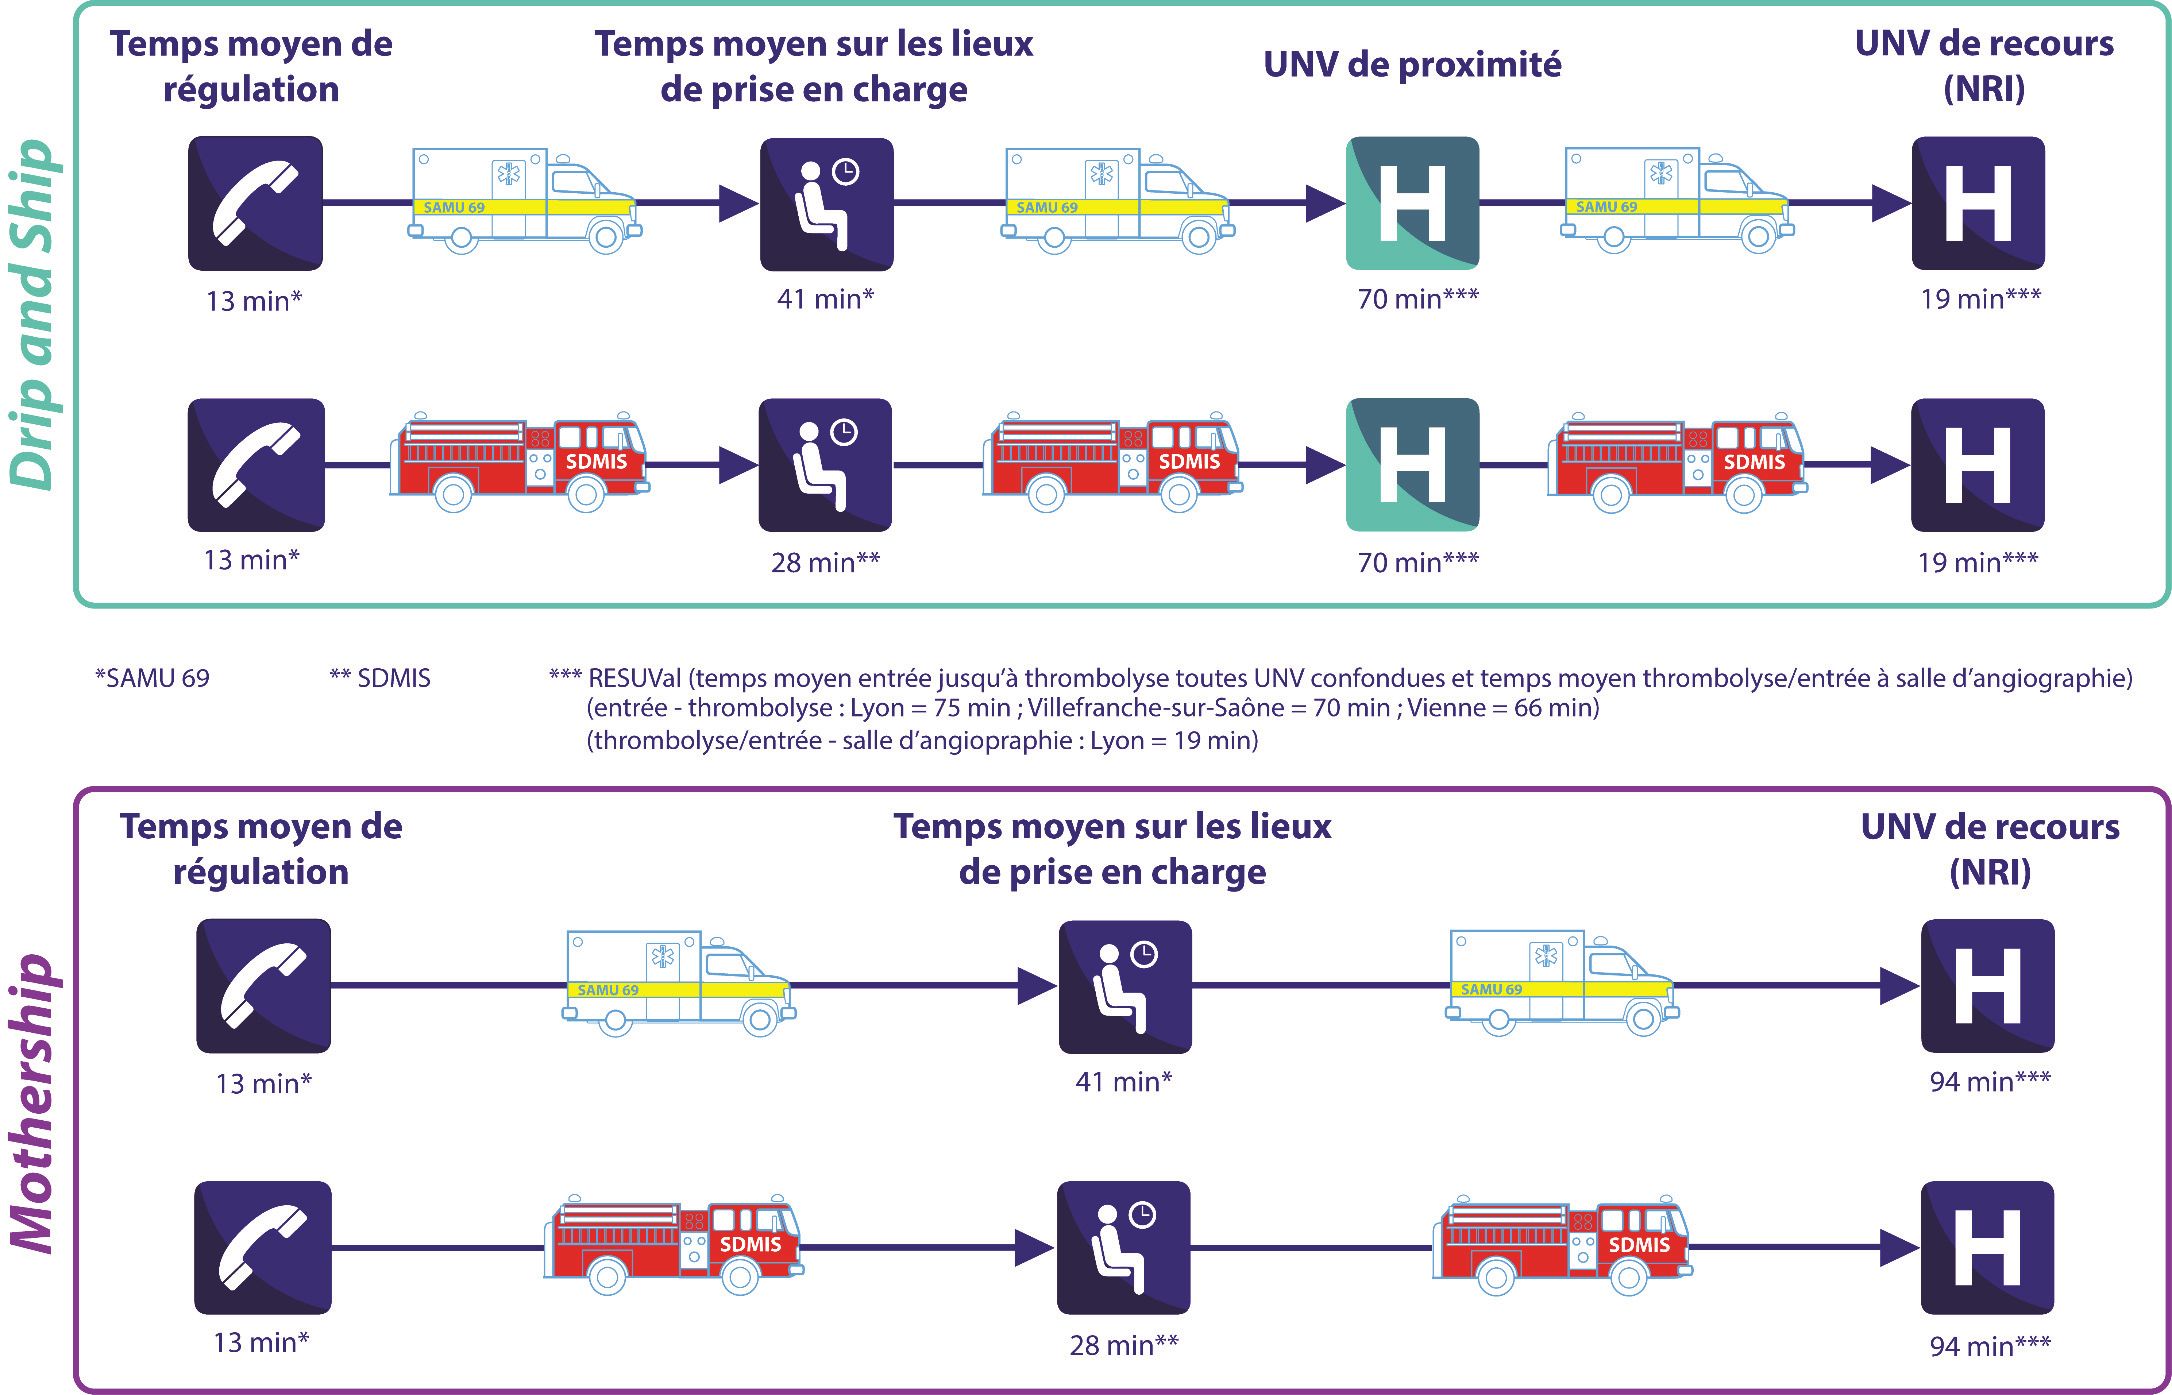 Drip and Ship
Temps moyen de
régulation
Temps moyen sur les lieux
de prise en charge
UNV de proximité
UNV de recours
(NRI)
SAMU 69
SAMU 69
SAMU 69
H
H
13 min*
41 min*
70 min***
19 min***
SDMIS
SDMIS
SDMIS
H
H
13 min*
28 min**
70 min***
19 min***
*SAMU 69
** SDMIS
*** RESUVal (temps moyen entrée jusqu'à thrombolyse toutes UNV confondues et temps moyen thrombolyse/entrée à salle d'angiographie)
(entrée - thrombolyse : Lyon = 75 min ; Villefranche-sur-Saône = 70 min ; Vienne = 66 min)
(thrombolyse/entrée - salle d'angiopraphie : Lyon = 19 min)
Mothership
Temps moyen de
régulation
Temps moyen sur les lieux
de prise en charge
UNV de recours
(NRI)
SAMU 69
SAMU 69
H
13 min*
41 min*
94 min***
SDMIS
SDMIS
H
13 min*
28 min**
94 min***